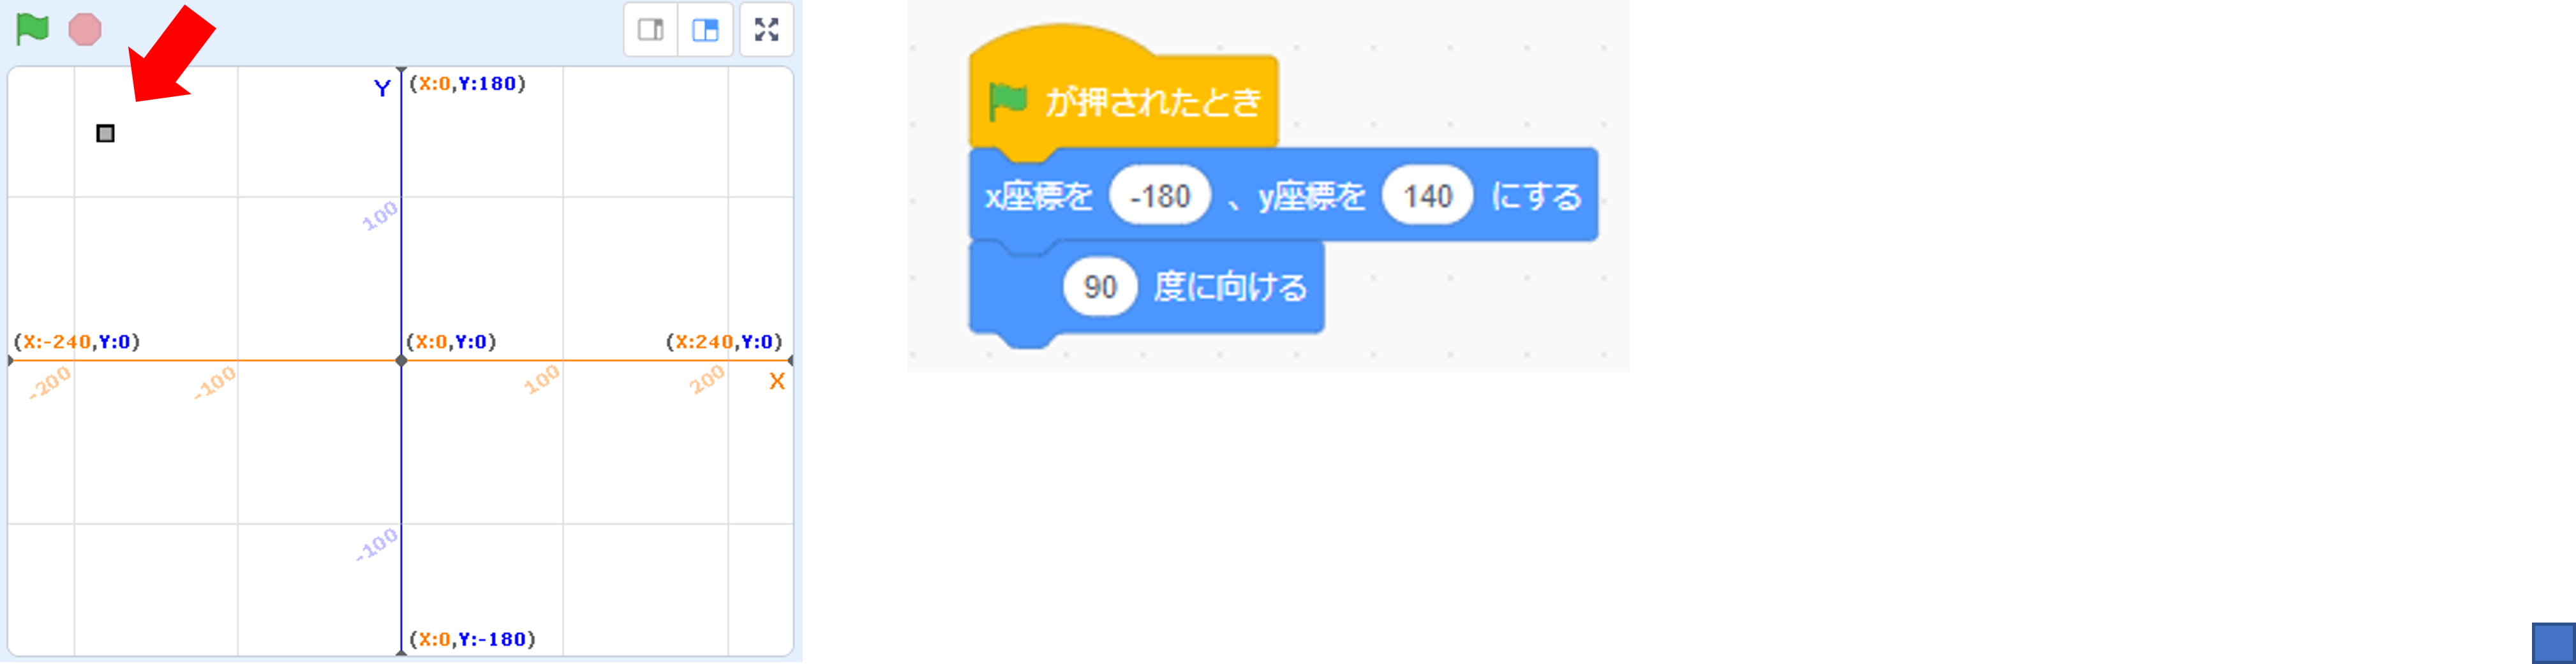 Y
(X:0,Y:180)
100
(X:-240,Y:0)
(X:0,Y:0)
(X:240,Y:0)
-200
-100
100
200
X
-100
(X:0,Y:-180)
が押されたとき
x座標を -180 、y座標を 140 にする
90 度に向ける